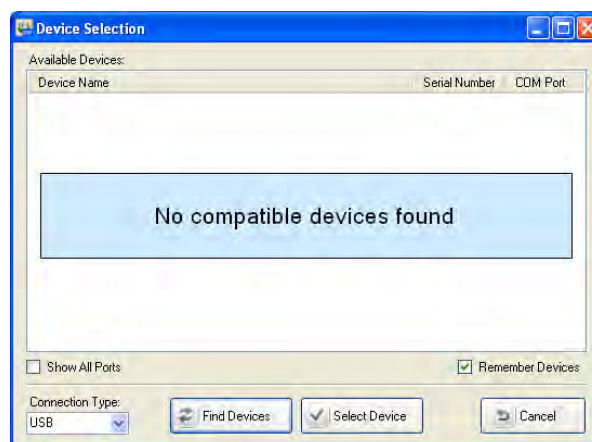 Device Selection
Available Devices:
Device Name Serial Number COM Port
No compatible devices found
Show All Ports Remember Devices
Connection Type:
USB Find Devices Select Device Cancel